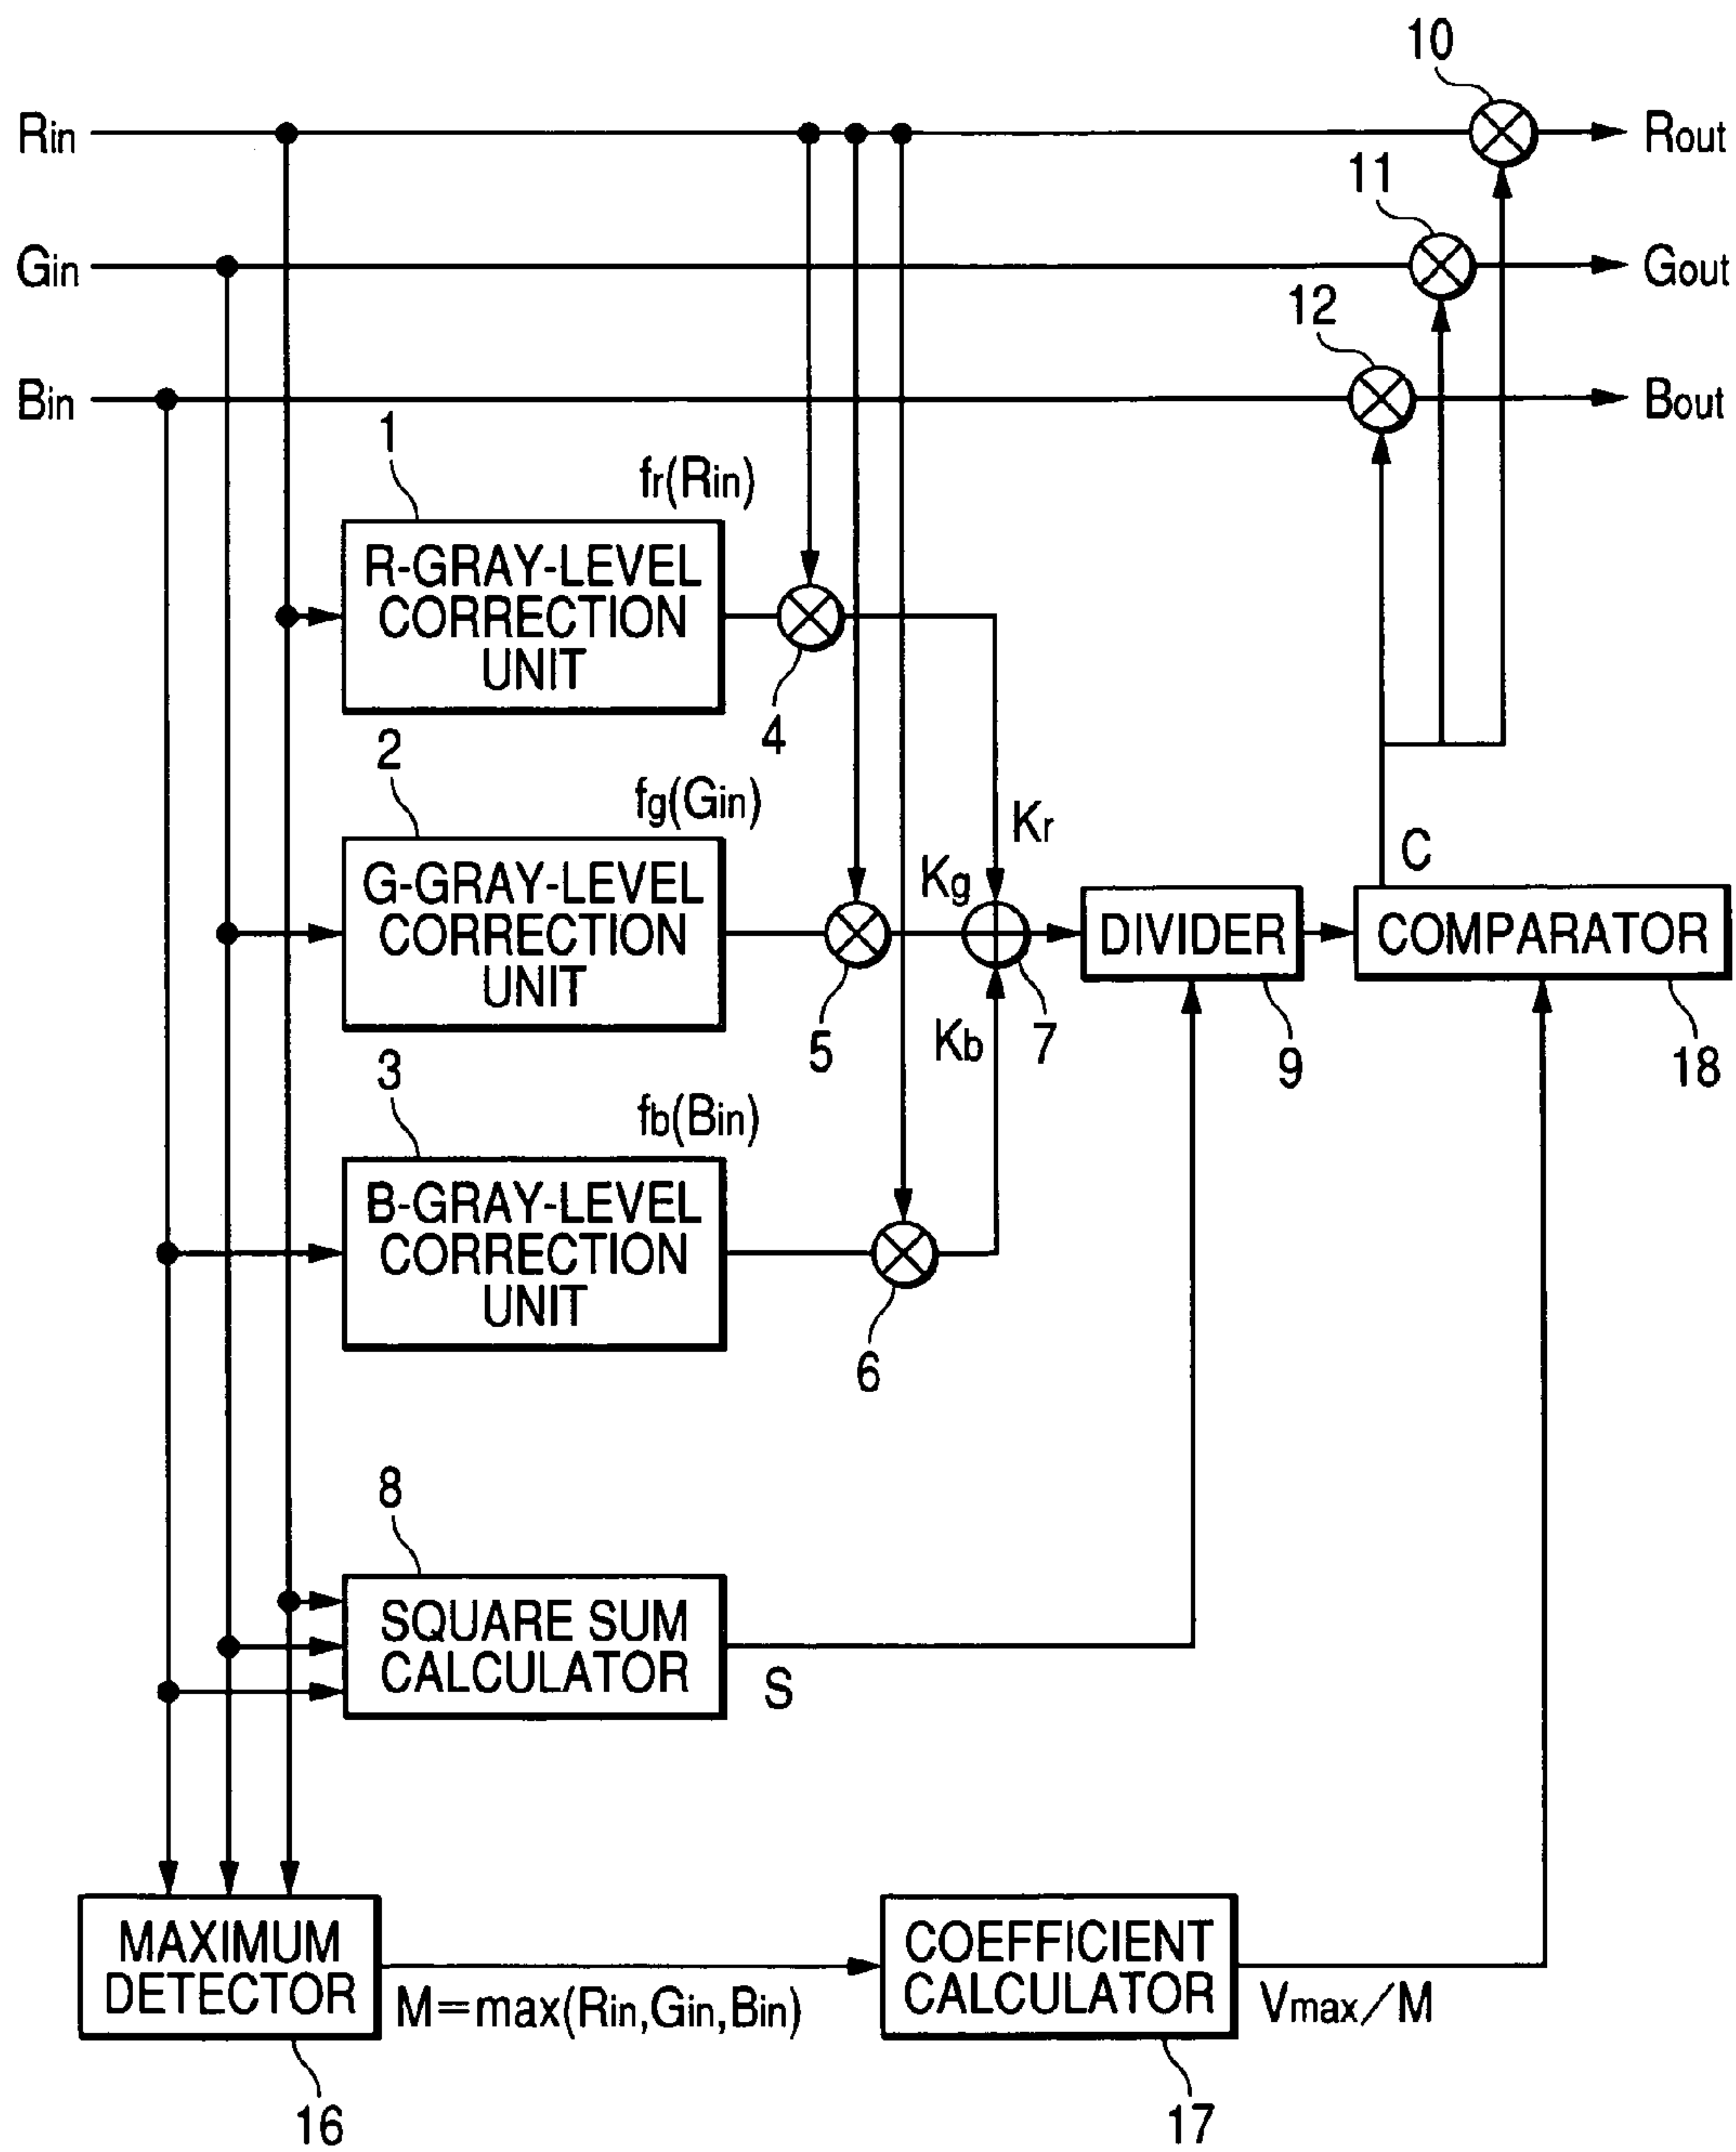 10
Rin
Rout
11
Gin
Gout
12
Bin
Bout
1
fr(Rin)
R-GRAY-LEVEL
CORRECTION
UNIT
4
2
fg(Gin)
Kr
C
G-GRAY-LEVEL
CORRECTION
UNIT
Kg
DIVIDER
COMPARATOR
5
Kb
7
9
18
3
fb(Bin)
B-GRAY-LEVEL
CORRECTION
UNIT
6
8
SQUARE SUM
CALCULATOR
S
MAXIMUM
DETECTOR
M=max(Rin,Gin,Bin)
COEFFICIENT
CALCULATOR
Vmax/M
16
17